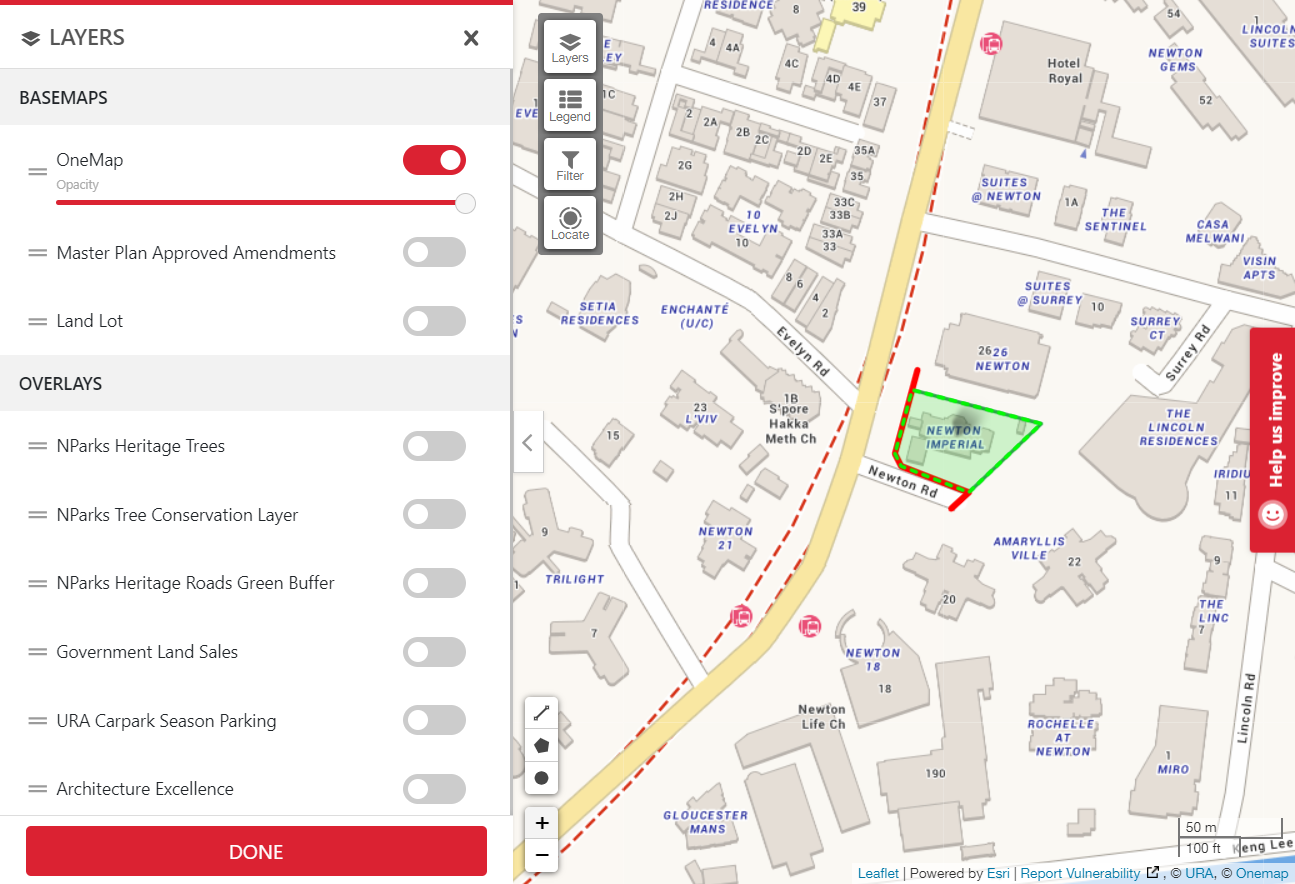 LAYERS
BASEMAPS
OneMap
Opacity
Master Plan Approved Amendments
Land Lot
OVERLAYS
NParks Heritage Trees
NParks Tree Conservation Layer
NParks Heritage Roads Green Buffer
Government Land Sales
URA Carpark Season Parking
Architecture Excellence
DONE
Layers
Legend
Filter
Locate
RESIDENCE
8
39
54
1
LINCOLN
SUITES
4
4A
4C
4D
4E
37
Hotel
Royal
NEWTON
GEMS
52
1C
EVE
2
2A
2B
2C
2D
2E
35A
35
2G
2H
2J
33C
33B
33A
33
10
EVELYN
10
SUITES
@ NEWTON
1A
THE
SENTINEL
CASA
MELWANI
VISIN
APTS
8
6
4
2
SETIA
RESIDENCES
ENCHANTÉ
(U/C)
Evelyn Rd
SUITES
@ SURREY
10
SURREY
CT
Surrey Rd
2626
NEWTON
23
L'VIV
1B
S'pore
Hakka
Meth Ch
15
NEWTON
IMPERIAL
Newton Rd
THE
LINCOLN
RESIDENCES
IRIDIU
11
Help us improve
9
TRILIGHT
1
7
NEWTON
21
AMARYLLIS
VILLE
22
20
9
THE
LINC
7
NEWTON
18
18
Newton
Life Ch
190
ROCHELLE
AT
NEWTON
Lincoln Rd
1
MIRO
GLOUCESTER
MANS
Keng Lee
+
−
50 m
100 ft
Leaflet | Powered by Esri | Report Vulnerability , © URA, © Onemap